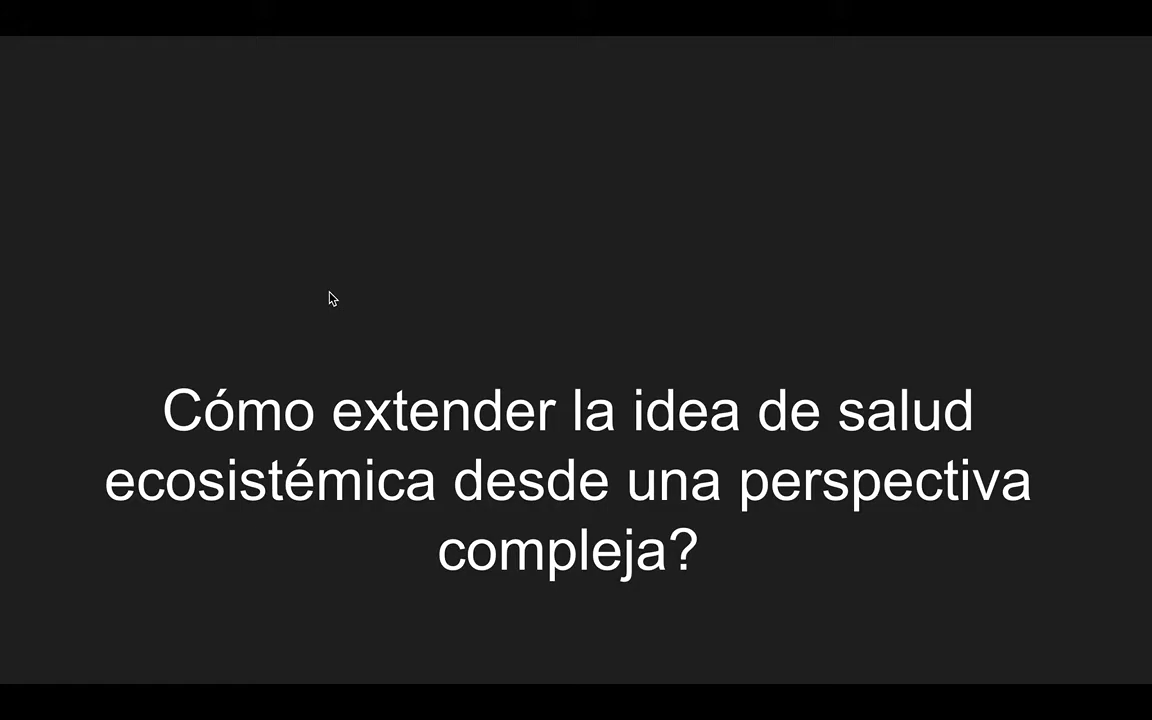 Cómo extender la idea de salud
ecosistémica desde una perspectiva
compleja?